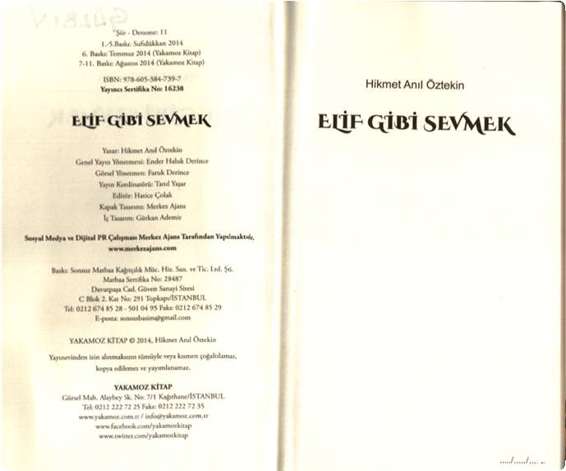 Şiir - Deneme: 11
1.-5.Baskı: Sufidükkan 2014
6. Baskı: Temmuz 2014 (Yakamoz Kitap)
7-11. Baskı: Ağustos 2014 (Yakamoz Kitap)
ISBN: 978-605-384-739-7
Yayıncı Sertifika No: 16238
ELİF GİBİ SEVMEK
Yazar: Hikmet Anıl Öztekin
Genel Yayın Yönetmeni: Ender Haluk Derince
Görsel Yönetmen: Faruk Derince
Yayın Koordinatörü: Tarıl Yaşar
Editör: Hatice Çolak
Kapak Tasarım: Merkez Ajans
İç Tasarım: Gürkan Ademir
Sosyal Medya ve Dijital PR Çalışması Merkez Ajans Tarafından Yapılmaktadır.
www.merkezajans.com
Baskı: Sonsuz Matbaa Kağıtçılık Müc. Hiz. San. ve Tic. Ltd. Şti.
Matbaa Sertifika No: 28487
Davutpaşa Cad. Güven Sanayi Sitesi
C Blok 2. Kat No: 291 Topkapı/İSTANBUL
Tel: 0212 674 85 28 - 501 04 95 Faks: 0212 674 85 29
E-posta: sonsuzbasim@gmail.com
YAKAMOZ KİTAP © 2014, Hikmet Anıl Öztekin
Yayınevinden izin alınmaksızın tümüyle veya kısmen çoğaltılamaz,
kopya edilemez ve yayımlanamaz.
YAKAMOZ KİTAP
Gürsel Mah. Alaybey Sk. No: 7/1 Kağıthane/İSTANBUL
Tel: 0212 222 72 25 Faks: 0212 222 72 35
www.yakamoz.com.tr / info@yakamoz.com.tr
www.facebook.com/yakamozkitap
www.twitter.com/yakamozkitap
Hikmet Anıl Öztekin
ELİF GİBİ SEVMEK